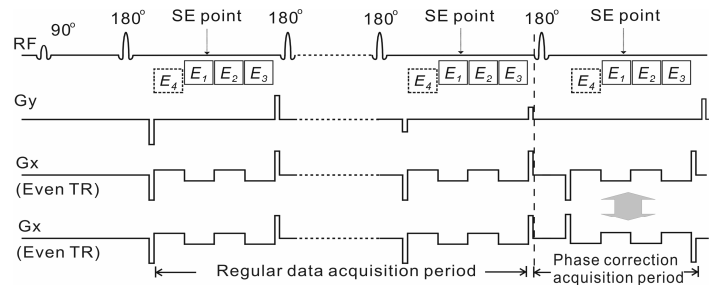 90° 180° SE point 180° 180° SE point 180° SE point
RF
E4 E1 E2 E3 E4 E1 E2 E3 E4 E1 E2 E3
Gy
Gx
(Even TR)
Gx
(Even TR)
Regular data acquisition period
Phase correction
acquisition period